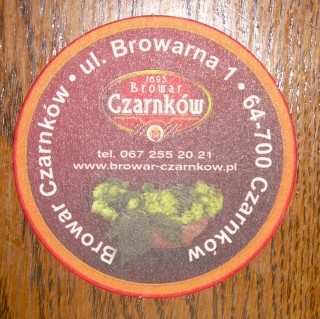 Browar Czarnków • ul. Browarna 1 • 64-700 Czarnków
1893
Browar
Czarnków
tel. 067 255 20 21
www.browar-czarnkow.pl